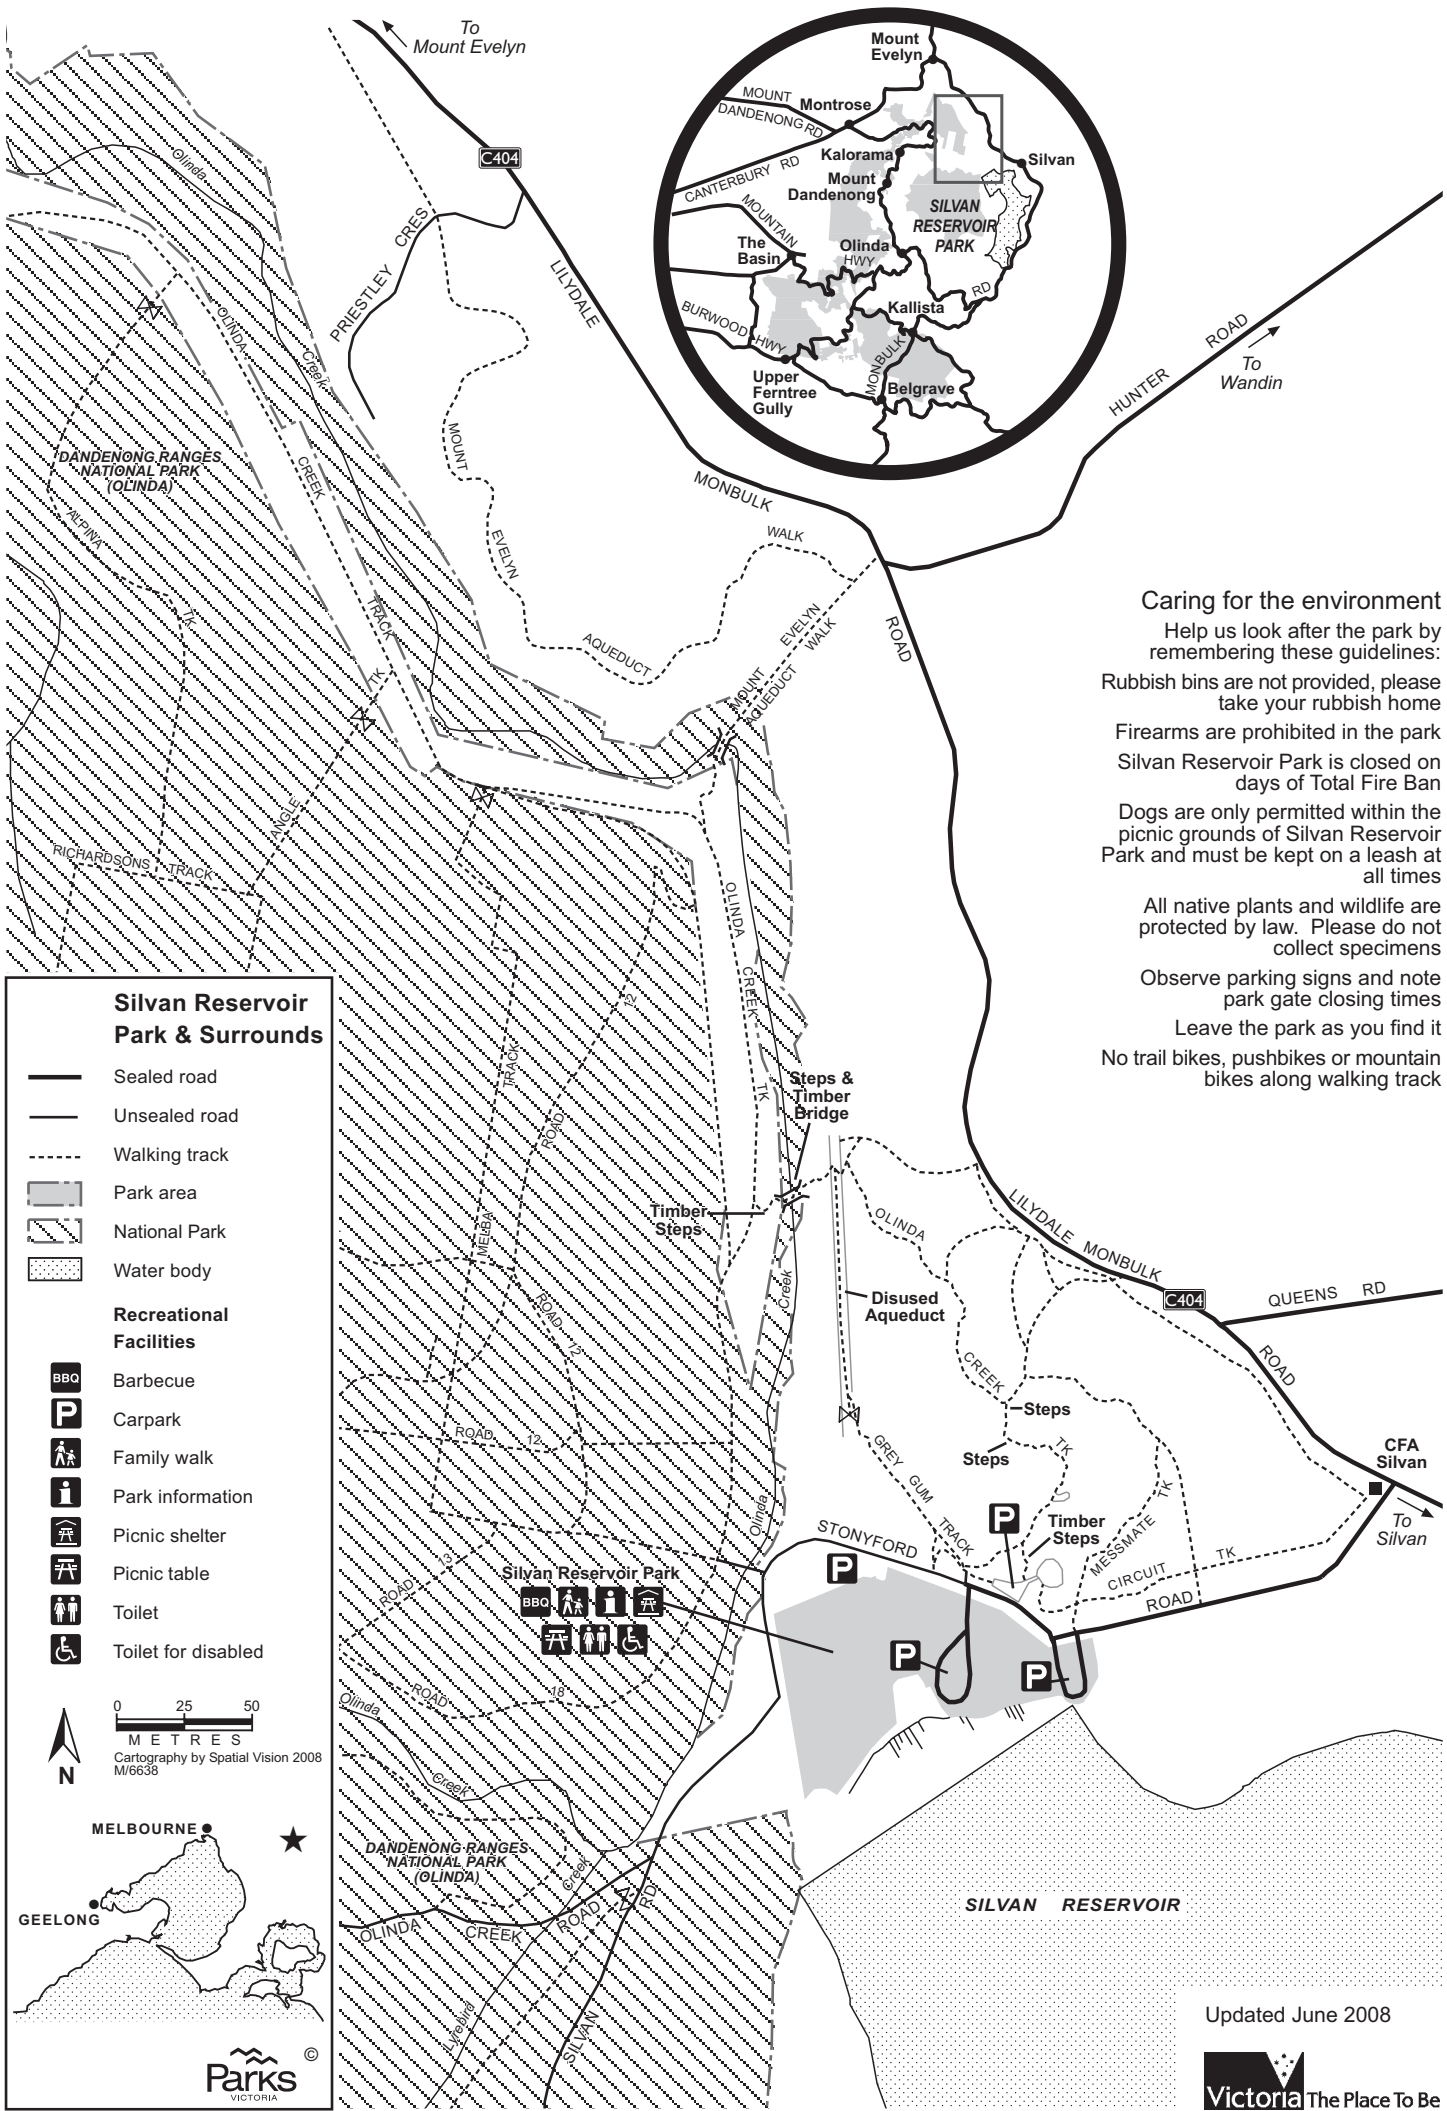 To
Mount Evelyn
C404
Olinda
PRIESTLEY CRES
LILYDALE
OLINDA
Creek
CREEK
TRACK
DANDENONG RANGES
NATIONAL PARK
(OLINDA)
ALPINA
TK
MOUNT
EVELYN
AQUEDUCT
WALK
MONBULK
ROAD
MOUNT EVELYN
AQUEDUCT WALK
HUNTER ROAD
To
Wandin
Mount
Evelyn
MOUNT
DANDENONG RD
Montrose
CANTERBURY RD
Kalorama
Mount
Dandenong
Silvan
SILVAN
RESERVOIR
PARK
MOUNTAIN
HWY
The
Basin
Olinda
RD
Kallista
BURWOOD HWY
MONBULK
Upper
Ferntree
Gully
Belgrave
Caring for the environment
Help us look after the park by
remembering these guidelines:
Rubbish bins are not provided, please
take your rubbish home
Firearms are prohibited in the park
Silvan Reservoir Park is closed on
days of Total Fire Ban
Dogs are only permitted within the
picnic grounds of Silvan Reservoir
Park and must be kept on a leash at
all times
All native plants and wildlife are
protected by law. Please do not
collect specimens
Observe parking signs and note
park gate closing times
Leave the park as you find it
No trail bikes, pushbikes or mountain
bikes along walking track
ANGLE
TK
RICHARDSONS TRACK
OLINDA
CREEK
TK
12
ROAD
TRACK
MELBA
Steps &
Timber
Bridge
Timber
Steps
Creek
Disused
Aqueduct
OLINDA
CREEK
TK
Steps
Steps
LILYDALE MONBULK
C404
ROAD
QUEENS RD
CFA
Silvan
To
Silvan
ROAD
12
ROAD 12
GREY GUM TRACK
P
Timber
Steps
MESSMATE TK
CIRCUIT TK
STONYFORD
ROAD
P
Olinda
ROAD 13
Silvan Reservoir Park
BBQ
i
P
P
ROAD 18
Olinda
Creek
DANDENONG RANGES
NATIONAL PARK
(OLINDA)
Creek
OLINDA CREEK ROAD
Lyrebird
SILVAN RD
SILVAN RESERVOIR
Silvan Reservoir
Park & Surrounds
Sealed road
Unsealed road
Walking track
Park area
National Park
Water body
Recreational
Facilities
BBQ Barbecue
P Carpark
Family walk
i Park information
Picnic shelter
Picnic table
Toilet
Toilet for disabled
0 25 50
METRES
Cartography by Spatial Vision 2008
M/6638
N
MELBOURNE
GEELONG
©
Parks
VICTORIA
Updated June 2008
Victoria The Place To Be